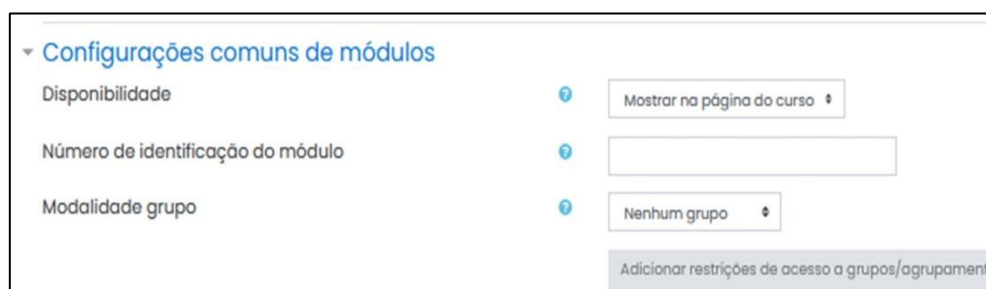 Configurações comuns de módulos
Disponibilidade
Mostrar na página do curso
Número de identificação do módulo
Modalidade grupo
Nenhum grupo
Adicionar restrições de acesso a grupos/agrupament